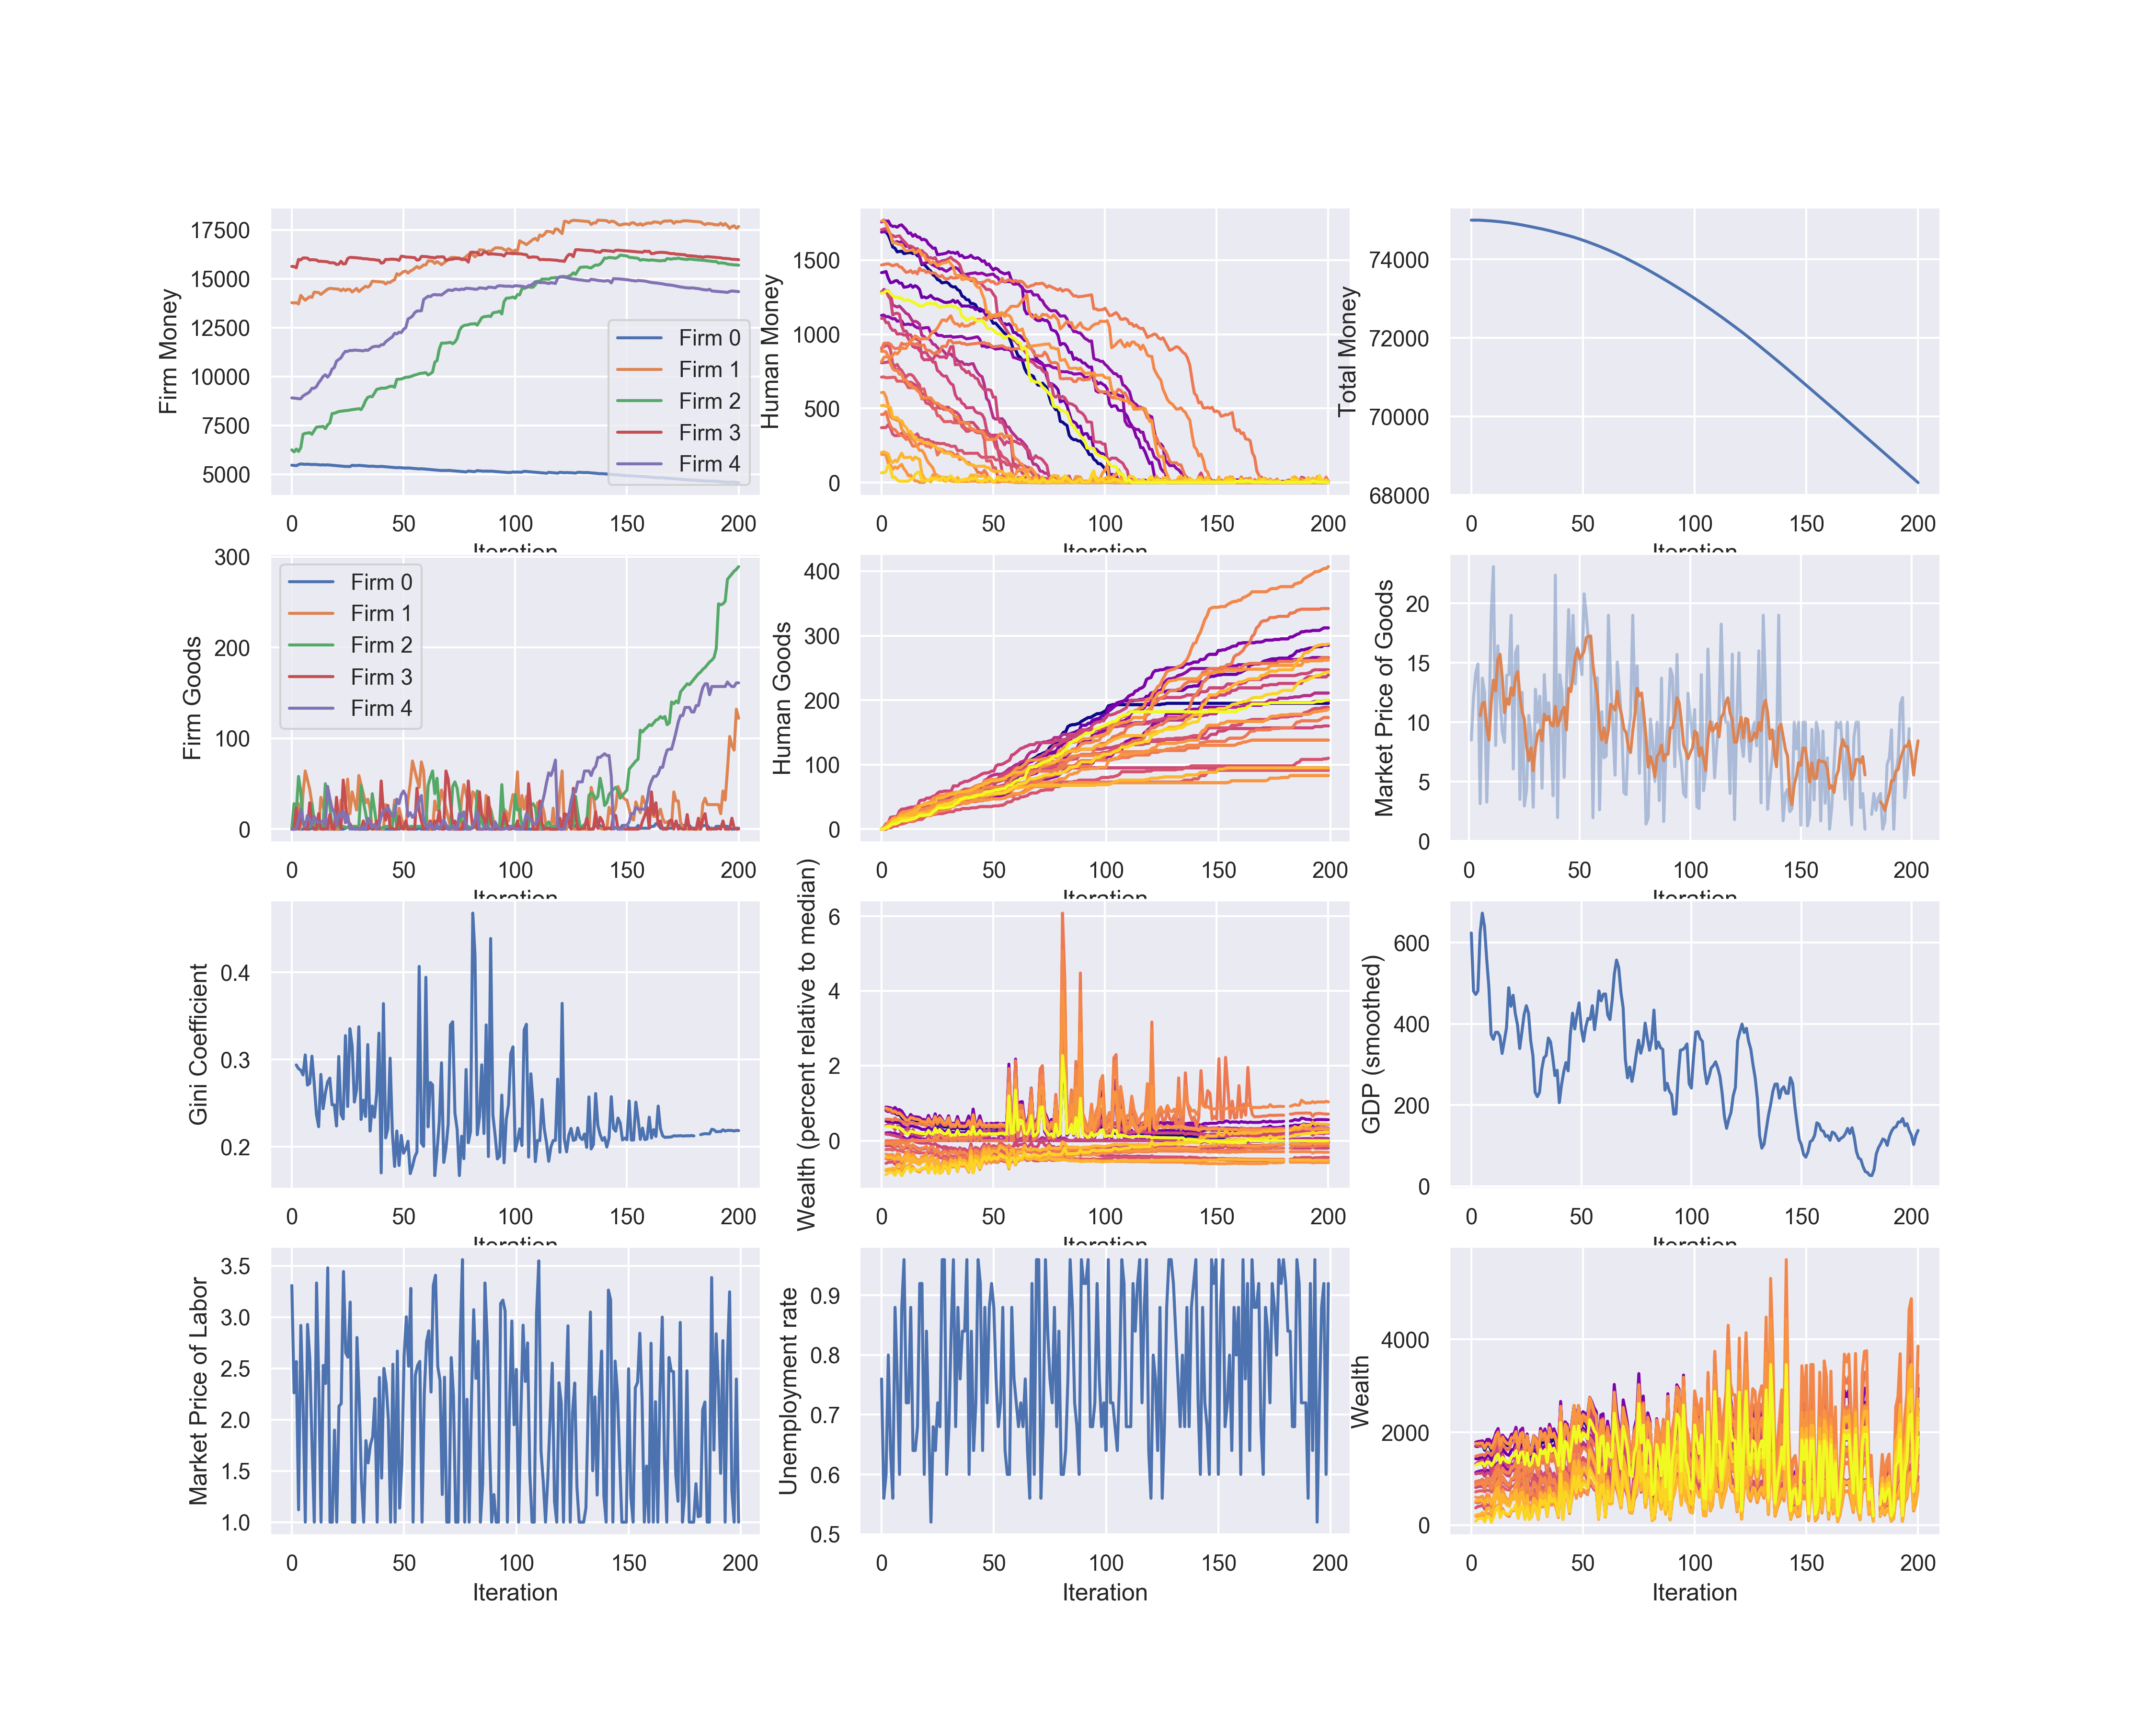 Firm Money
17500
15000
12500
10000
7500
5000
Firm 0
Firm 1
Firm 2
Firm 3
Firm 4
0 50 100 150 200
Iteration
Human Money
1500
1000
500
0
0 50 100 150 200
Iteration
Total Money
74000
72000
70000
68000
0 50 100 150 200
Iteration
Firm Goods
300
200
100
0
Firm 0
Firm 1
Firm 2
Firm 3
Firm 4
0 50 100 150 200
Iteration
Human Goods
400
300
200
100
0
0 50 100 150 200
Iteration
Market Price of Goods
20
15
10
5
0
0 50 100 150 200
Iteration
Gini Coefficient
0.4
0.3
0.2
0 50 100 150 200
Iteration
Wealth (percent relative to median)
6
4
2
0
0 50 100 150 200
Iteration
GDP (smoothed)
600
400
200
0
0 50 100 150 200
Iteration
Market Price of Labor
3.5
3.0
2.5
2.0
1.5
1.0
0 50 100 150 200
Iteration
Unemployment rate
0.9
0.8
0.7
0.6
0.5
0 50 100 150 200
Iteration
Wealth
4000
2000
0
0 50 100 150 200
Iteration